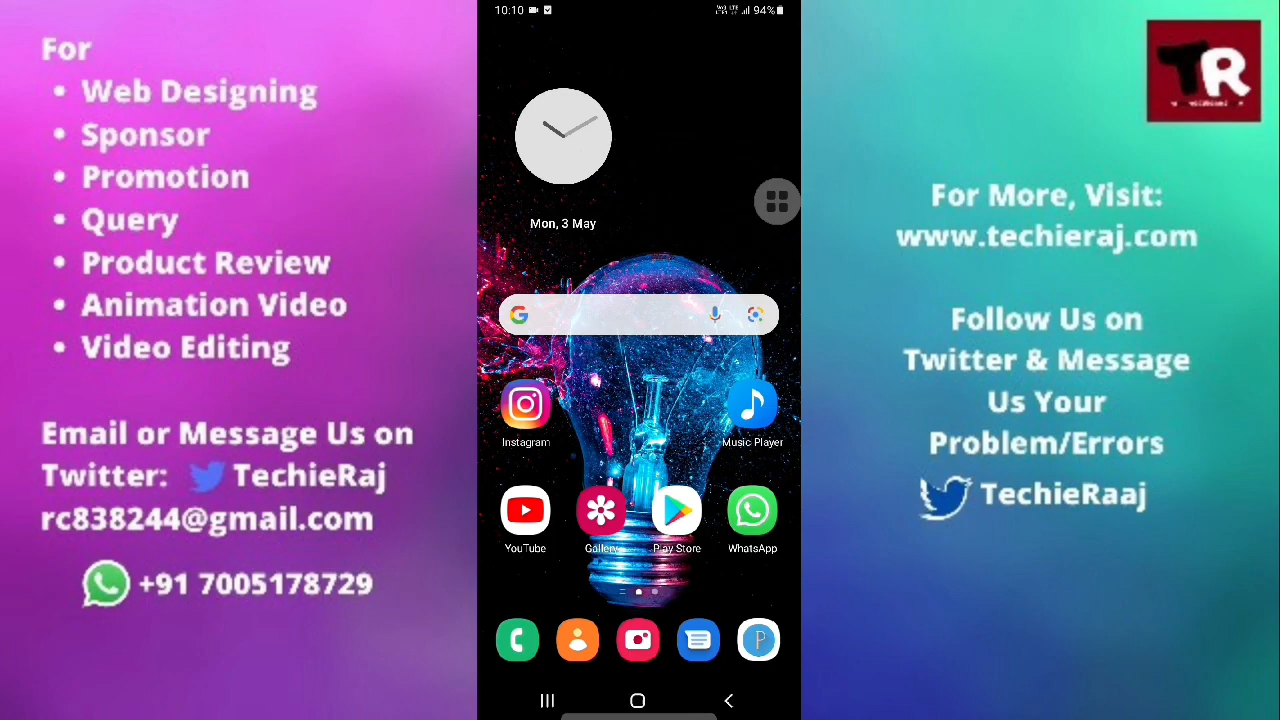 For
• Web Designing
• Sponsor
• Promotion
• Query
• Product Review
• Animation Video
• Video Editing
Email or Message Us on
Twitter: TechieRaj
rc838244@gmail.com
+91 7005178729
10:10
94%
Mon, 3 May
Instagram
Music Player
YouTube
Gallery
Play Store
WhatsApp
TR
For More, Visit:
www.techieraj.com
Follow Us on
Twitter & Message
Us Your
Problem/Errors
TechieRaaj